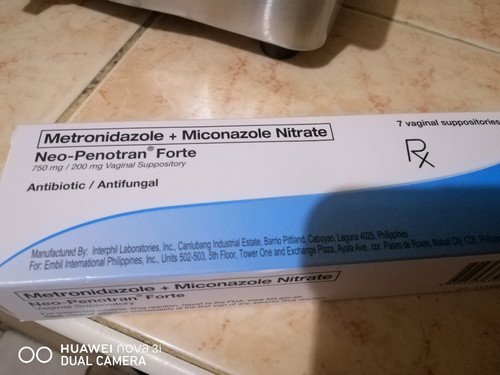 Metronidazole + Miconazole Nitrate
7 vaginal suppositories
Neo-Penotran® Forte
750 mg / 200 mg Vaginal Suppository
Rx
Antibiotic / Antifungal
Manufactured By: Interphil Laboratories, Inc., Canlubang Industrial Estate, Barrio Pittland, Cabuyao, Laguna 4025, Philippines
For: Embil International Philippines, Inc., Units 502-503, 5th Floor, Tower One and Exchange Plaza, Ayala Ave., cor. Paseo de Roxas, Makati City 1226, Philippines
Metronidazole + Miconazole Nitrate
Neo-Penotran® Forte
Vaginal Suppository
HUAWEI nova 3i
DUAL CAMERA